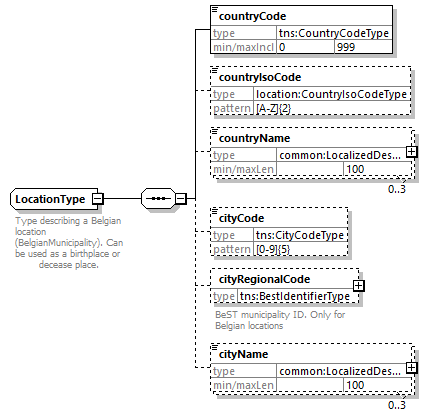 countryCode
type tns:CountryCodeType
min/maxIncl 0 999
countryIsoCode
type location:CountryIsoCodeType
pattern [A-Z]{2}
countryName
type common:LocalizedDes...
min/maxLen 100
0..3
LocationType
Type describing a Belgian
location
(BelgianMunicipality). Can
be used as a birthplace or
decease place.
cityCode
type tns:CityCodeType
pattern [0-9]{5}
cityRegionalCode
type tns:BestIdentifierType
BeST municipality ID. Only for
Belgian locations
cityName
type common:LocalizedDes...
min/maxLen 100
0..3